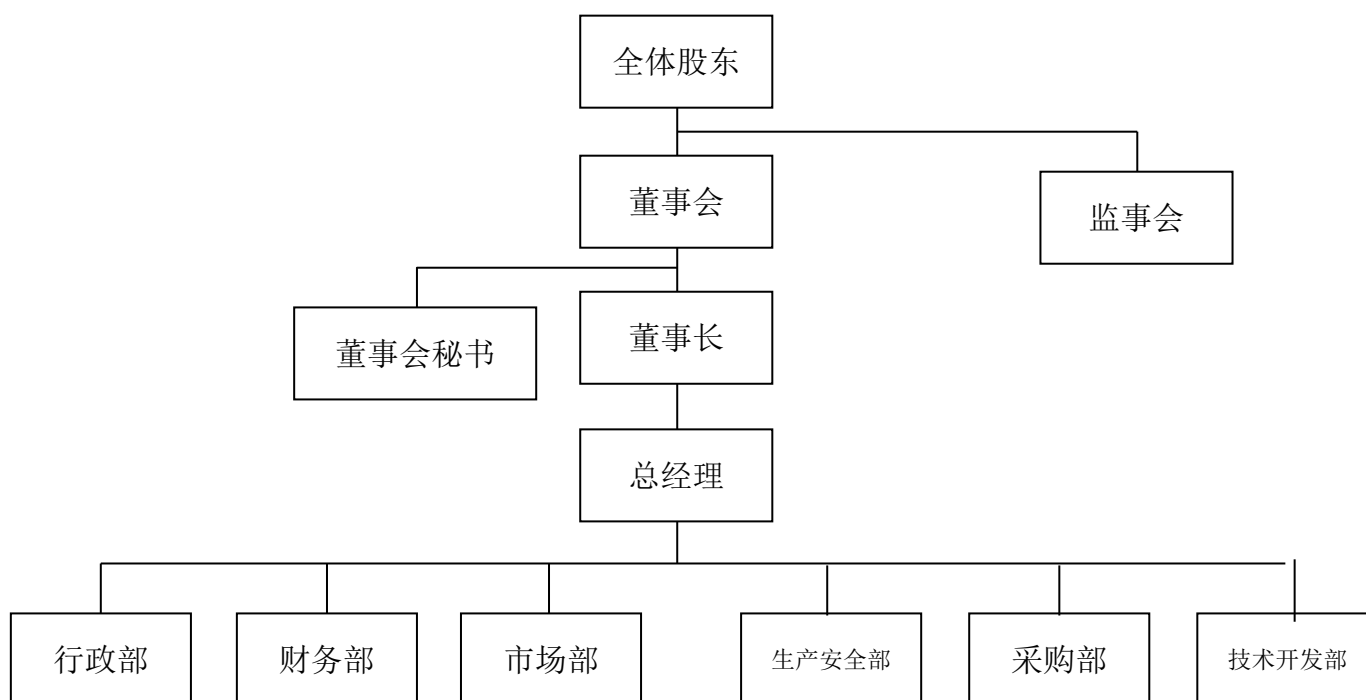 全体股东
董事会
监事会
董事会秘书
董事长
总经理
行政部
财务部
市场部
生产安全部
采购部
技术开发部